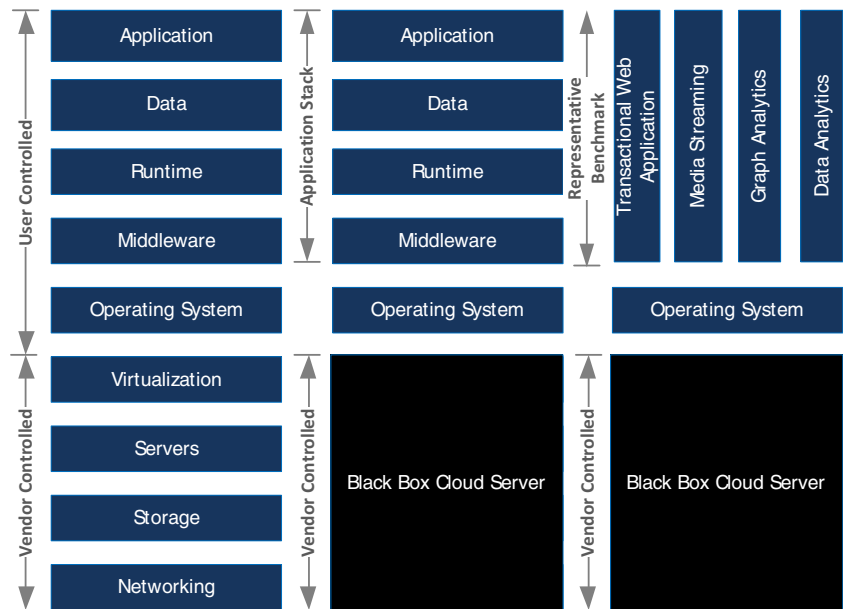 User Controlled
Vendor Controlled
Application
Data
Runtime
Middleware
Operating System
Virtualization
Servers
Storage
Networking
Application Stack
Vendor Controlled
Application
Data
Runtime
Middleware
Operating System
Black Box Cloud Server
Representative
Benchmark
Vendor Controlled
Transactional Web
Application
Media Streaming
Graph Analytics
Data Analytics
Operating System
Black Box Cloud Server